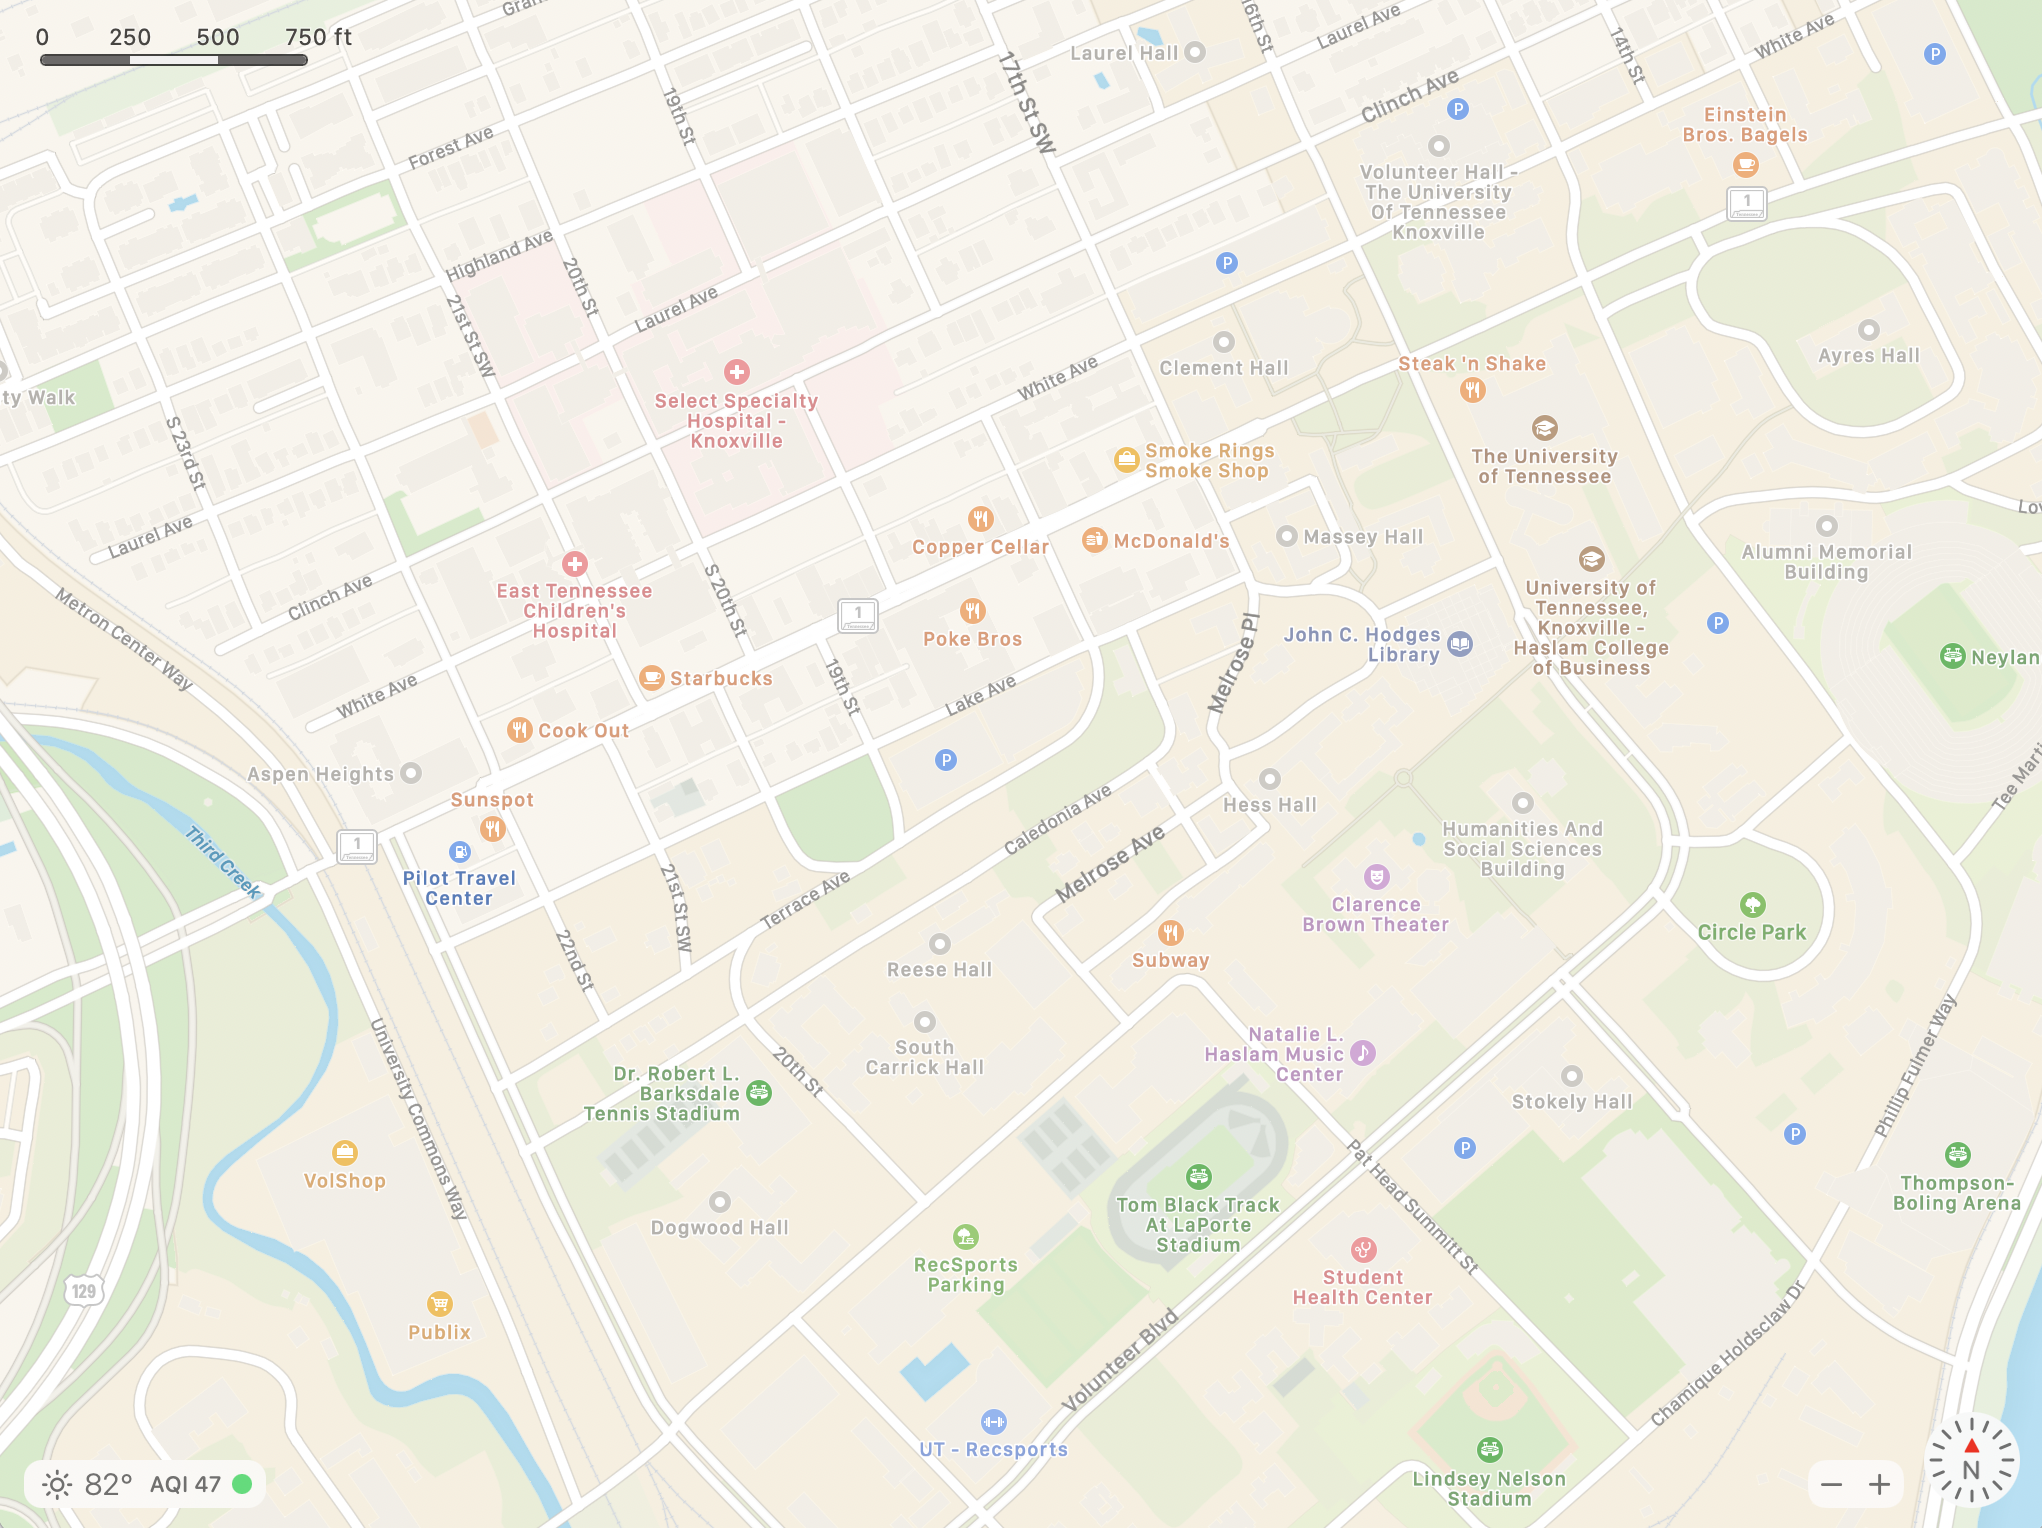 0 250 500 750 ft
Gran
Laurel Hall
16th St
Laurel Ave
14th St
White Ave
P
17th St SW
19th St
Clinch Ave
P
Einstein
Bros. Bagels
Forest Ave
Volunteer Hall -
The University
Of Tennessee
Knoxville
1
Highland Ave
20th St
P
21st St SW
Laurel Ave
Ayres Hall
Clement Hall
Steak 'n Shake
ty Walk
White Ave
Select Specialty
Hospital -
Knoxville
S 23rd St
Smoke Rings
Smoke Shop
The University
of Tennessee
Laurel Ave
Copper Cellar
McDonald's
Massey Hall
Lo
Alumni Memorial
Building
Clinch Ave
East Tennessee
Children's
Hospital
S 20th St
1
Poke Bros
University of
Tennessee,
Knoxville -
Haslam College
of Business
P
Metron Center Way
Melrose Pl
John C. Hodges
Library
Neylan
White Ave
Starbucks
19th St
Lake Ave
Cook Out
P
Aspen Heights
Sunspot
Hess Hall
Tee Marti
Caledonia Ave
Humanities And
Social Sciences
Building
Third Creek
1
Melrose Ave
Pilot Travel
Center
21st St SW
Terrace Ave
Clarence
Brown Theater
Circle Park
22nd St
Reese Hall
Subway
University Commons Way
South
Carrick Hall
20th St
Natalie L.
Haslam Music
Center
Phillip Fulmer Way
Dr. Robert L.
Barksdale
Tennis Stadium
Stokely Hall
P
P
VolShop
Pat Head Summitt St
Thompson-
Boling Arena
Dogwood Hall
Tom Black Track
At LaPorte
Stadium
RecSports
Parking
Student
Health Center
129
Publix
Volunteer Blvd
Chamique Holdsclaw Dr
UT - Recsports
Lindsey Nelson
Stadium
82° AQI 47
− +
N